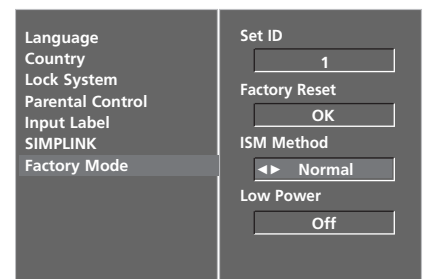 Language
Country
Lock System
Parental Control
Input Label
SIMPLINK
Factory Mode
Set ID
1
Factory Reset
OK
ISM Method
◄► Normal
Low Power
Off